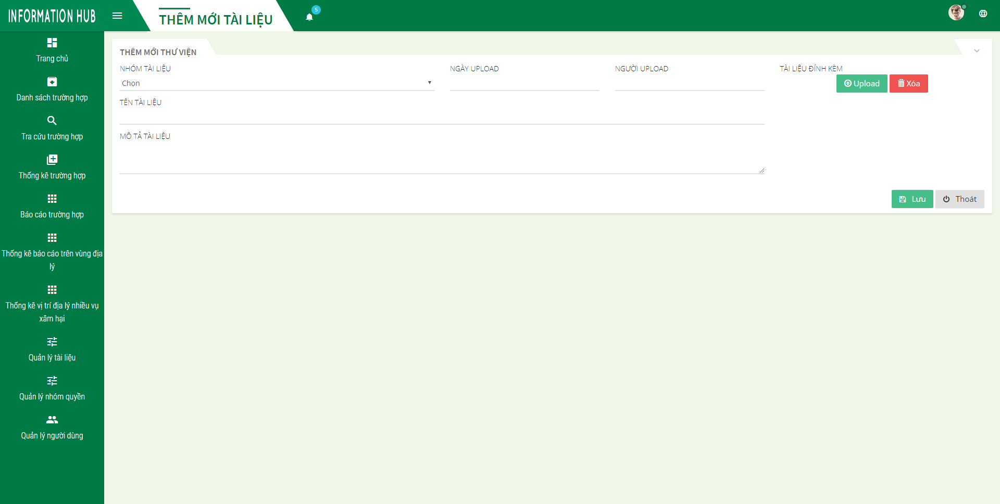 INFORMATION HUB
THÊM MỚI TÀI LIỆU
5
Trang chủ
Danh sách trường hợp
Tra cứu trường hợp
Thống kê trường hợp
Báo cáo trường hợp
Thống kê báo cáo trên vùng địa
lý
Thống kê vị trí địa lý nhiều vụ
xâm hại
Quản lý tài liệu
Quản lý nhóm quyền
Quản lý người dùng
THÊM MỚI THƯ VIỆN
NHÓM TÀI LIỆU
NGÀY UPLOAD
NGƯỜI UPLOAD
TÀI LIỆU ĐÍNH KÈM
Chọn
Upload
Xóa
TÊN TÀI LIỆU
MÔ TẢ TÀI LIỆU
Lưu
Thoát